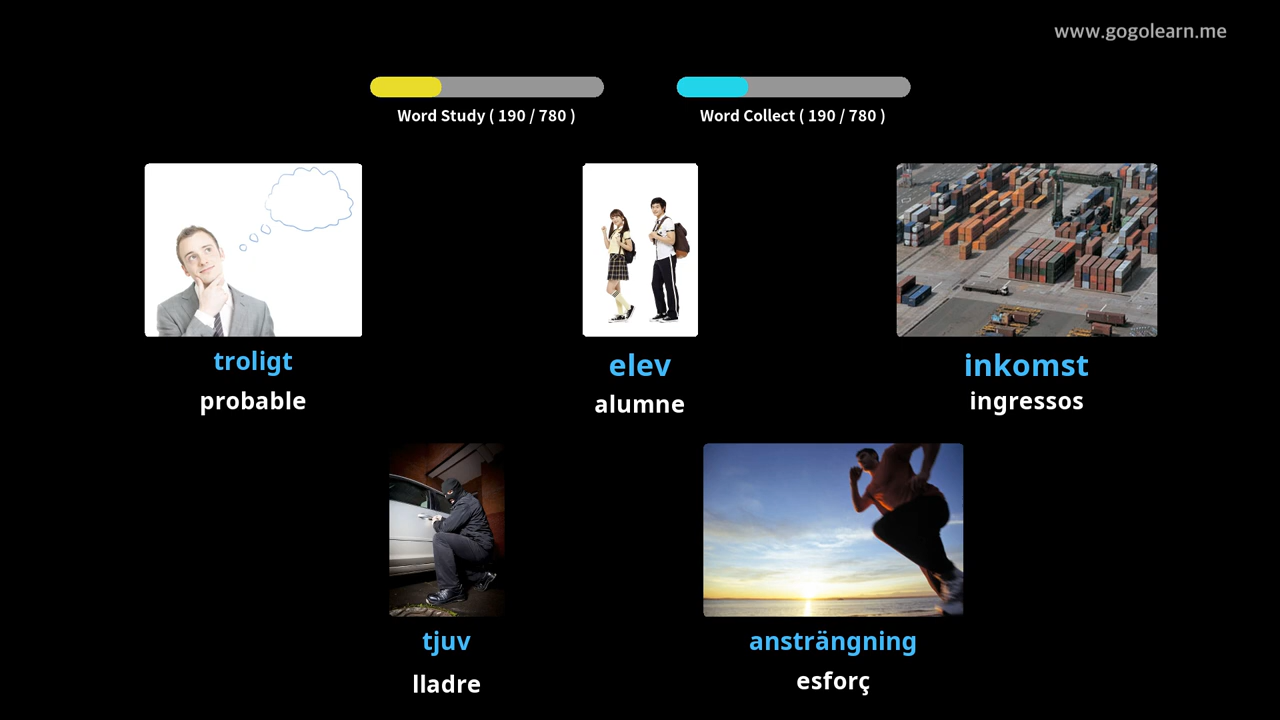 www.gogolearn.me
Word Study ( 190 / 780 )
Word Collect ( 190 / 780 )
troligt
probable
elev
alumne
inkomst
ingressos
tjuv
lladre
ansträngning
esforç